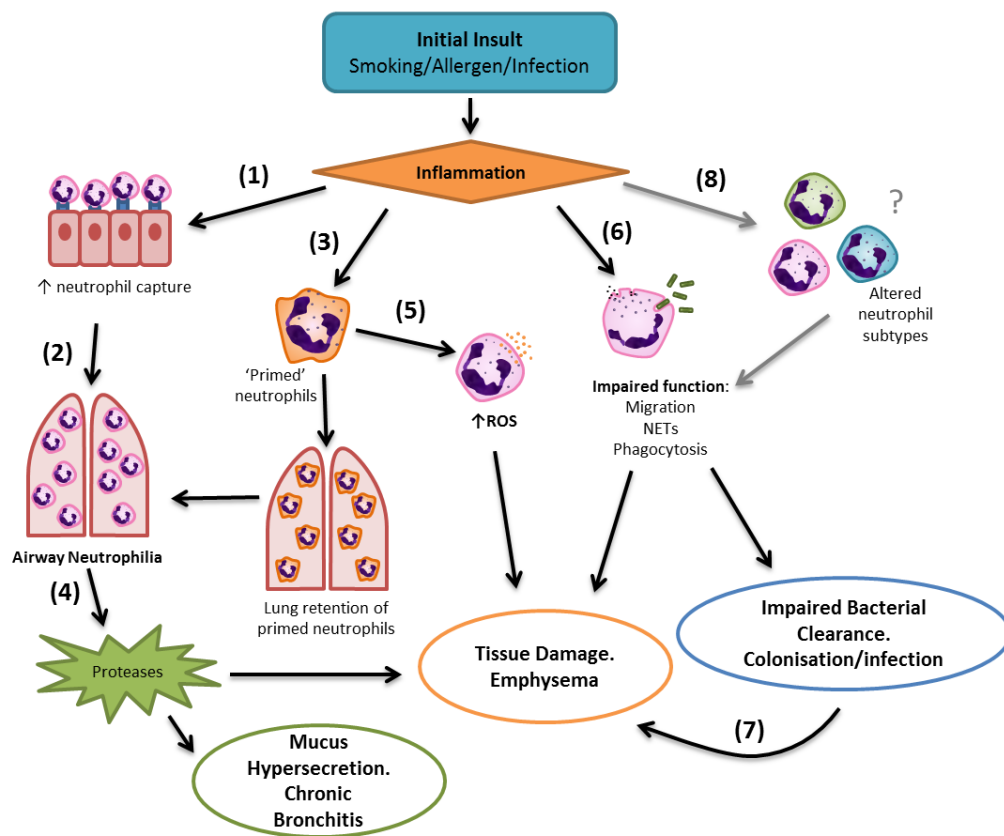 Initial Insult
Smoking/Allergen/Infection
Inflammation
(1)
(8)
?
(3)
(6)
↑ neutrophil capture
Altered
neutrophil
subtypes
(5)
(2)
'Primed'
neutrophils
↑ROS
Impaired function:
Migration
NETs
Phagocytosis
Airway Neutrophilia
(4)
Lung retention of
primed neutrophils
Proteases
Tissue Damage.
Emphysema
Impaired Bacterial
Clearance.
Colonisation/infection
(7)
Mucus
Hypersecretion.
Chronic
Bronchitis